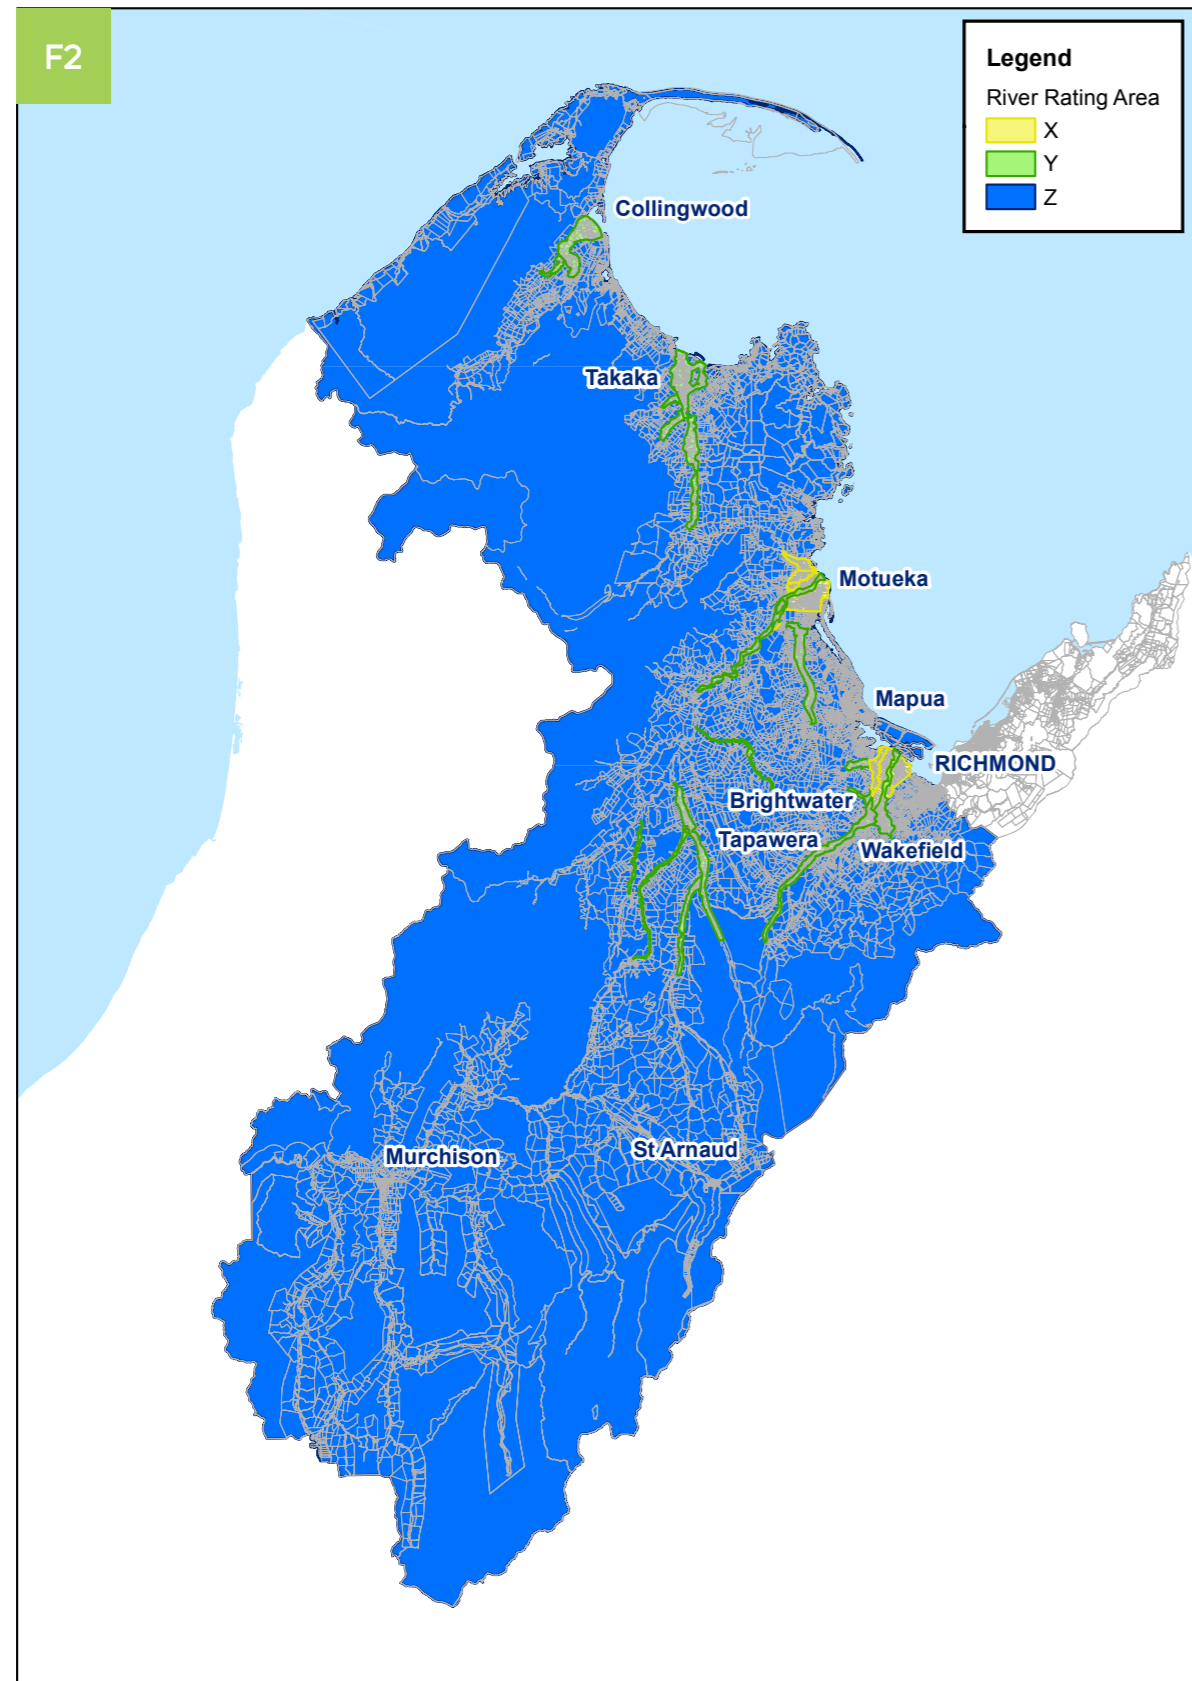 F2
Legend
River Rating Area
X
Y
Z
Collingwood
Takaka
Motueka
Mapua
RICHMOND
Brightwater
Tapawera
Wakefield
Murchison
St Arnaud